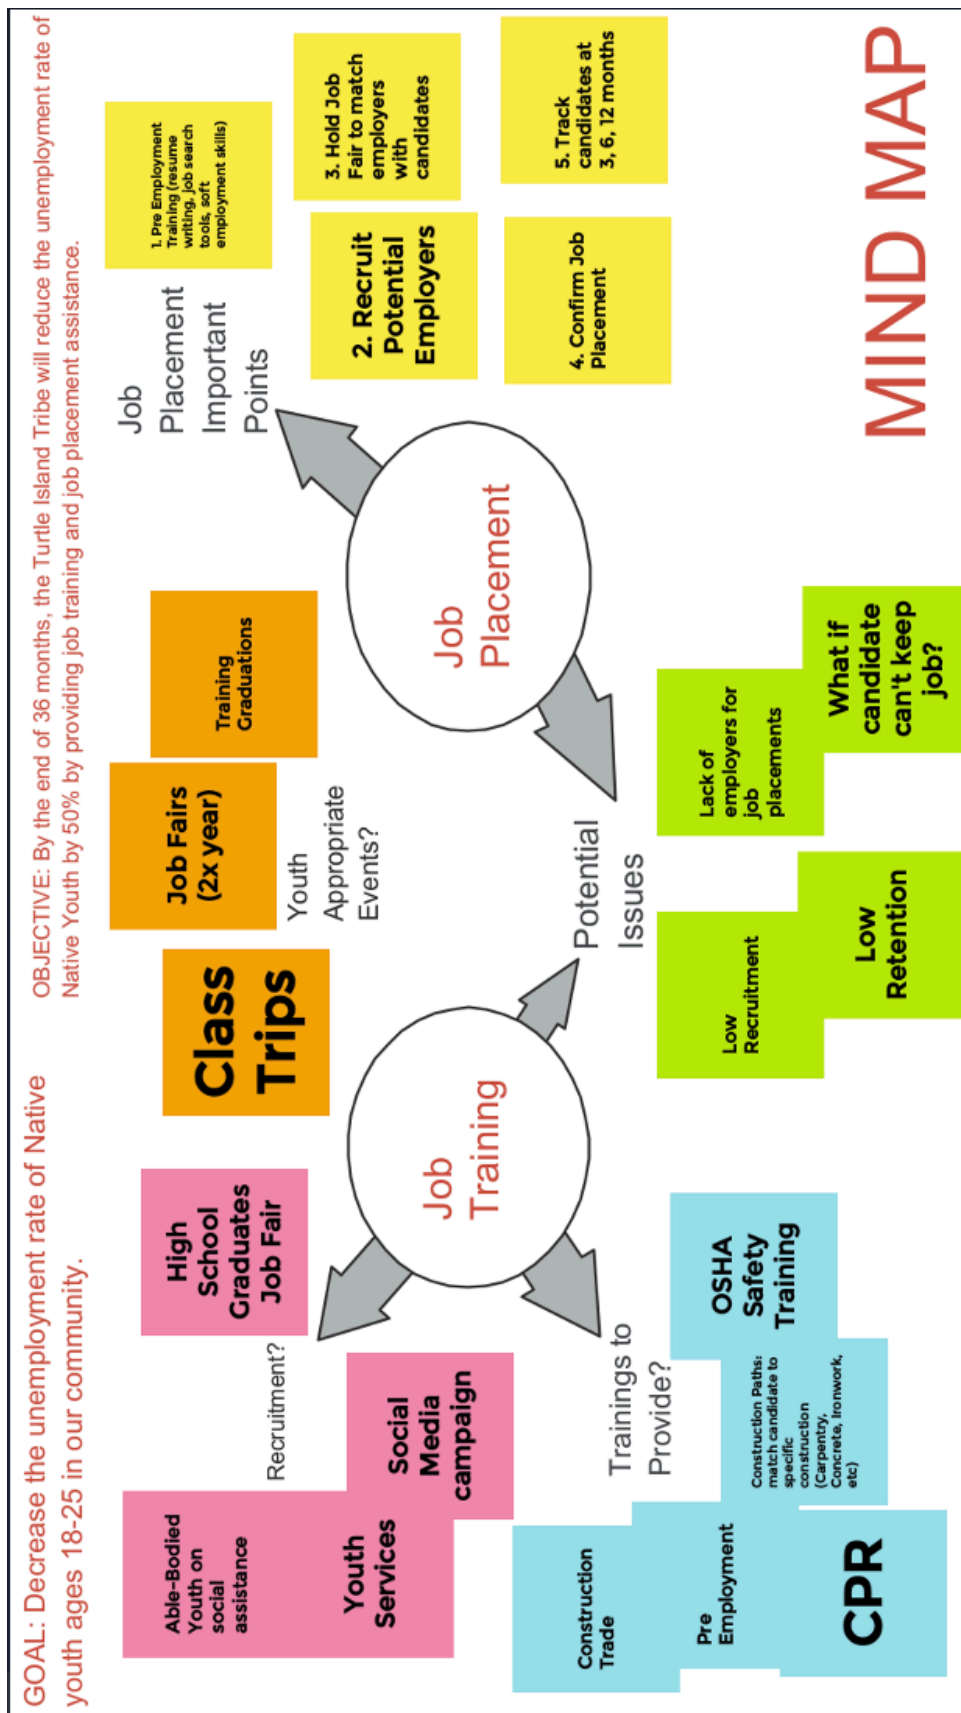 GOAL: Decrease the unemployment rate of Native
youth ages 18-25 in our community.
OBJECTIVE: By the end of 36 months, the Turtle Island Tribe will reduce the unemployment rate of
Native Youth by 50% by providing job training and job placement assistance.
Able-Bodied
Youth on
social
assistance
Youth
Services
Recruitment?
Social
Media
campaign
High
School
Graduates
Job Fair
Class
Trips
Job Fairs
(2x year)
Training
Graduations
Youth
Appropriate
Events?
Job
Placement
Important
Points
1. Pre Employment
Training (resume
writing, job search
tools, soft
employment skills)
2. Recruit
Potential
Employers
3. Hold Job
Fair to match
employers
with
candidates
4. Confirm Job
Placement
5. Track
candidates at
3, 6, 12 months
Job
Training
Job
Placement
Trainings to
Provide?
Construction
Trade
Pre
Employment
CPR
Construction Paths:
match candidate to
specific
construction
(Carpentry,
Concrete, Ironwork,
etc)
OSHA
Safety
Training
Potential
Issues
Low
Recruitment
Low
Retention
Lack of
employers for
job
placements
What if
candidate
can't keep
job?
MIND MAP